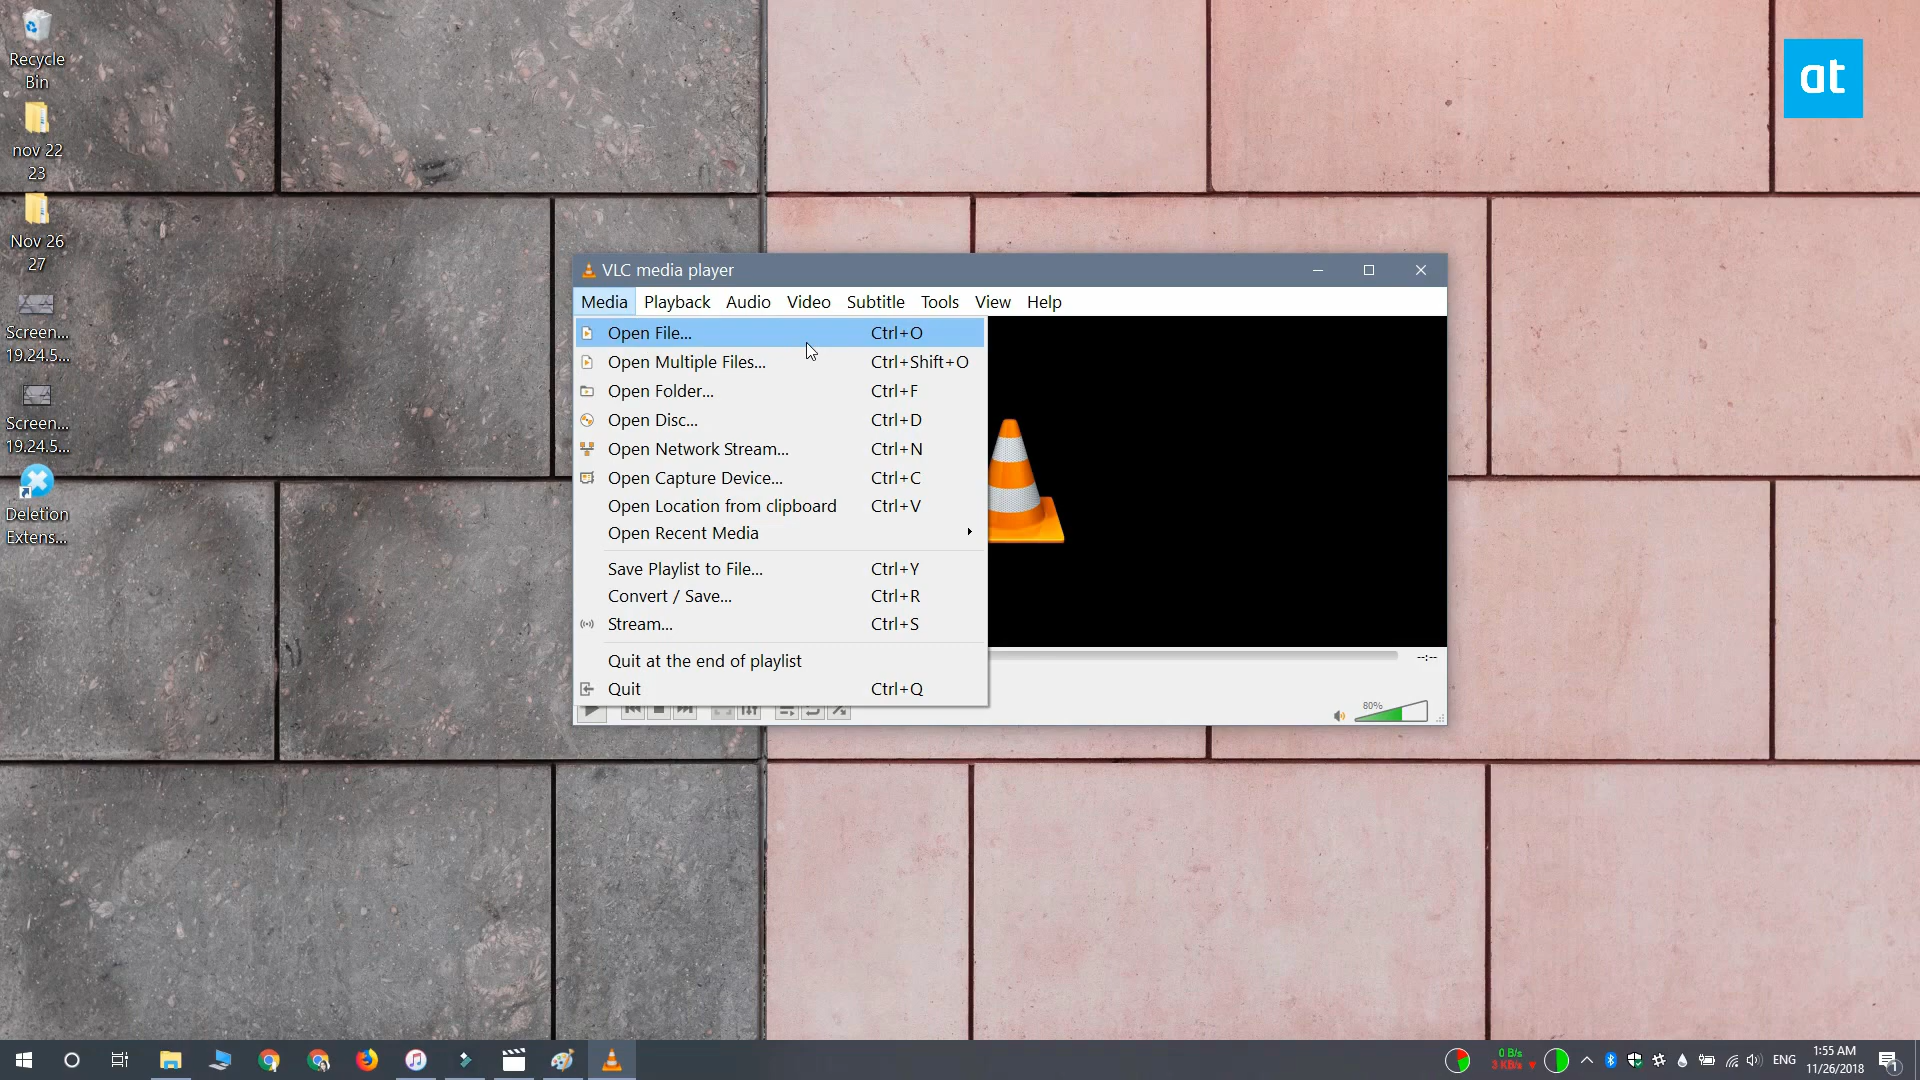 Recycle
Bin
nov 22
23
Nov 26
27
Screen...
19.24.5...
Screen...
19.24.5...
Deletion
Extens...
at
VLC media player
Media Playback Audio Video Subtitle Tools View Help
Open File... Ctrl+O
Open Multiple Files... Ctrl+Shift+O
Open Folder... Ctrl+F
Open Disc... Ctrl+D
Open Network Stream... Ctrl+N
Open Capture Device... Ctrl+C
Open Location from clipboard Ctrl+V
Open Recent Media
Save Playlist to File... Ctrl+Y
Convert / Save... Ctrl+R
Stream... Ctrl+S
Quit at the end of playlist
Quit Ctrl+Q
--:--
80%
0 B/s
3 KB/s
ENG
1:55 AM
11/26/2018
1